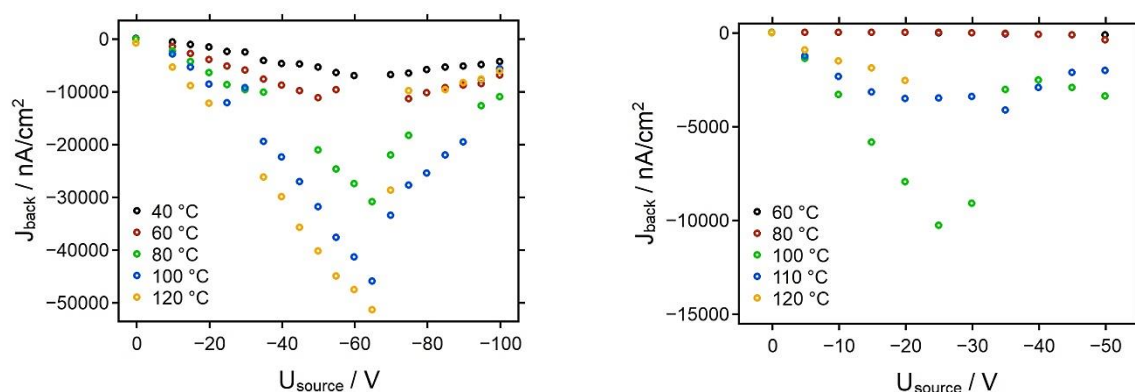 0
−10000
−20000
−30000
−40000
−50000
J_back / nA/cm²
40 °C
60 °C
80 °C
100 °C
120 °C
0
−20
−40
−60
−80
−100
U_source / V
0
−5000
−10000
−15000
J_back / nA/cm²
60 °C
80 °C
100 °C
110 °C
120 °C
0
−10
−20
−30
−40
−50
U_source / V